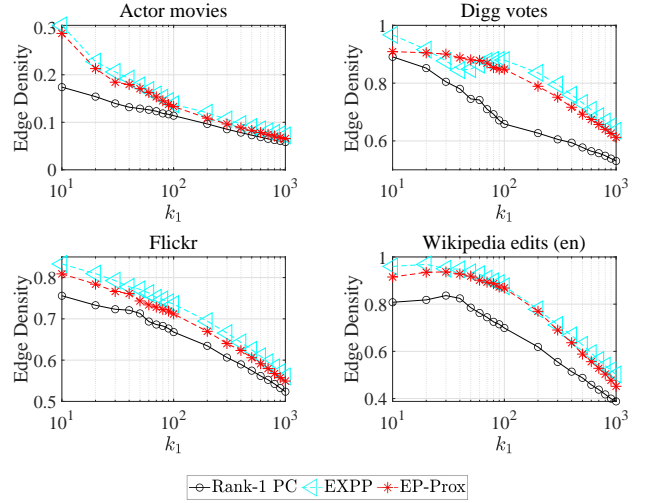 Actor movies
Edge Density
0.3
0.2
0.1
0
10^1
10^2
10^3
k_1
Digg votes
Edge Density
1
0.8
0.6
10^1
10^2
10^3
k_1
Flickr
Edge Density
0.8
0.7
0.6
0.5
10^1
10^2
10^3
k_1
Wikipedia edits (en)
Edge Density
1
0.8
0.6
0.4
10^1
10^2
10^3
k_1
Rank-1 PC EXPP EP-Prox